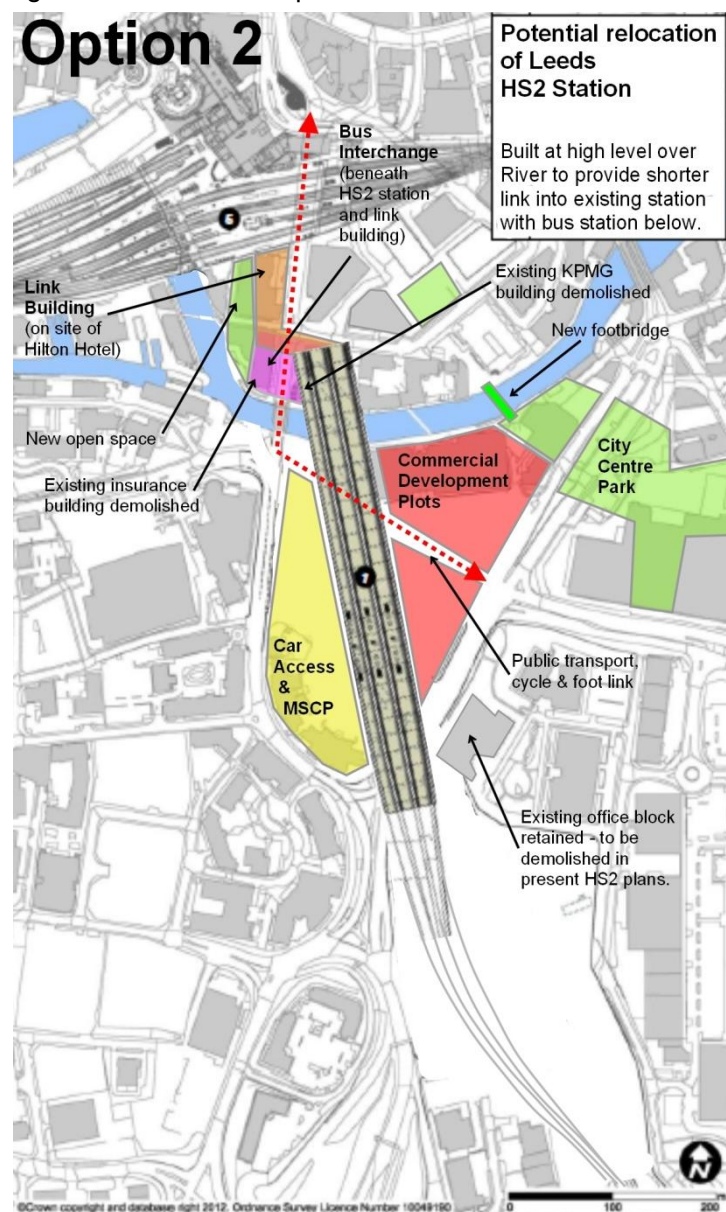 Option 2
Potential relocation
of Leeds
HS2 Station
Built at high level over
River to provide shorter
link into existing station
with bus station below.
Bus
Interchange
(beneath
HS2 station
and link
building)
5
Link
Building
(on site of
Hilton Hotel)
Existing KPMG
building demolished
New footbridge
New open space
Existing insurance
building demolished
Commercial
Development
Plots
City
Centre
Park
1
Car
Access
&
MSCP
Public transport,
cycle & foot link
Existing office block
retained - to be
demolished in
present HS2 plans.
N
©Crown copyright and database right 2012. Ordnance Survey Licence Number 10049190
0 100 200